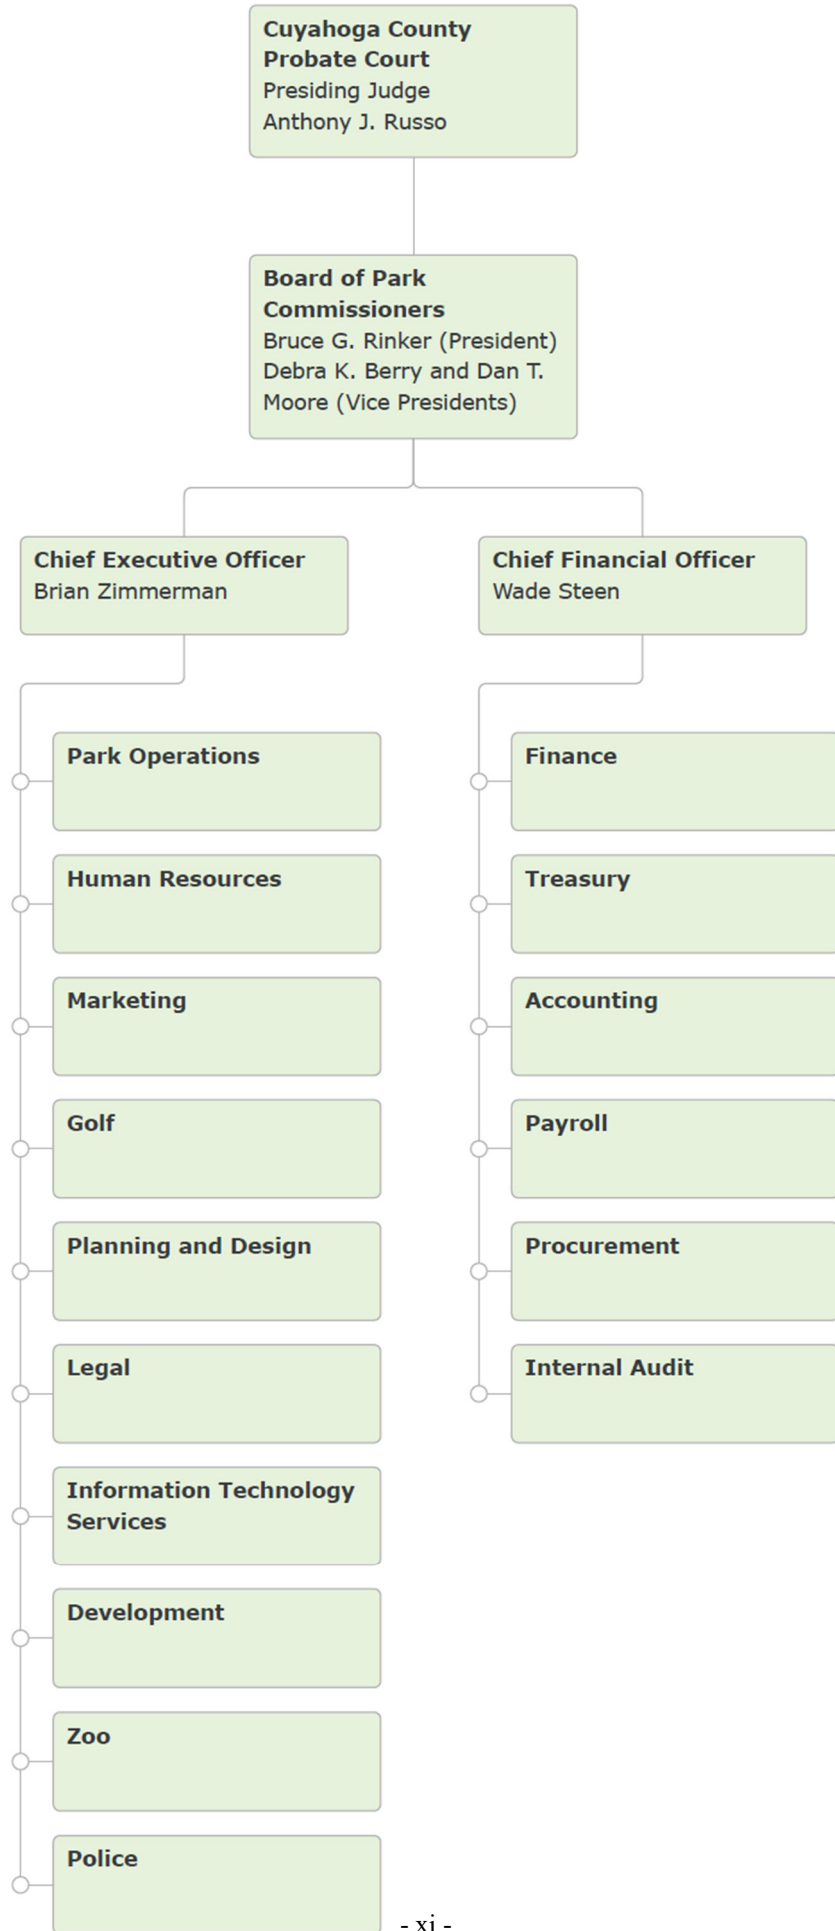 Cuyahoga County
Probate Court
Presiding Judge
Anthony J. Russo
Board of Park
Commissioners
Bruce G. Rinker (President)
Debra K. Berry and Dan T.
Moore (Vice Presidents)
Chief Executive Officer
Brian Zimmerman
Chief Financial Officer
Wade Steen
Park Operations
Human Resources
Marketing
Golf
Planning and Design
Legal
Information Technology
Services
Development
Zoo
Police
Finance
Treasury
Accounting
Payroll
Procurement
Internal Audit
- xi -